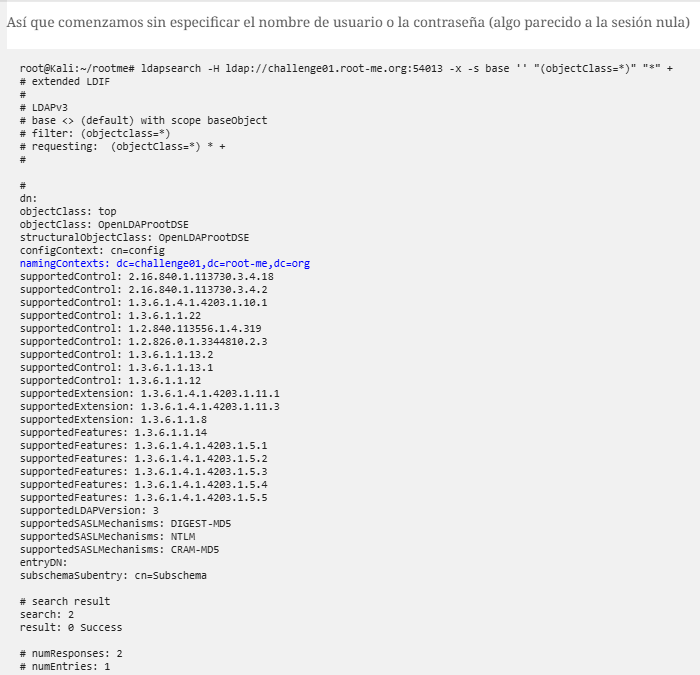 Así que comenzamos sin especificar el nombre de usuario o la contraseña (algo parecido a la sesión nula)
root@Kali:~/rootme# ldapsearch -H ldap://challenge01.root-me.org:54013 -x -s base '' "(objectClass=*)" "*" +
# extended LDIF
#
# LDAPv3
# base <> (default) with scope baseObject
# filter: (objectclass=*)
# requesting:  (objectClass=*) * +
#
#
dn:
objectClass: top
objectClass: OpenLDAProotDSE
structuralObjectClass: OpenLDAProotDSE
configContext: cn=config
namingContexts: dc=challenge01,dc=root-me,dc=org
supportedControl: 2.16.840.1.113730.3.4.18
supportedControl: 2.16.840.1.113730.3.4.2
supportedControl: 1.3.6.1.4.1.4203.1.10.1
supportedControl: 1.3.6.1.1.22
supportedControl: 1.2.840.113556.1.4.319
supportedControl: 1.2.826.0.1.3344810.2.3
supportedControl: 1.3.6.1.1.13.2
supportedControl: 1.3.6.1.1.13.1
supportedControl: 1.3.6.1.1.12
supportedExtension: 1.3.6.1.4.1.4203.1.11.1
supportedExtension: 1.3.6.1.4.1.4203.1.11.3
supportedExtension: 1.3.6.1.1.8
supportedFeatures: 1.3.6.1.1.14
supportedFeatures: 1.3.6.1.4.1.4203.1.5.1
supportedFeatures: 1.3.6.1.4.1.4203.1.5.2
supportedFeatures: 1.3.6.1.4.1.4203.1.5.3
supportedFeatures: 1.3.6.1.4.1.4203.1.5.4
supportedFeatures: 1.3.6.1.4.1.4203.1.5.5
supportedLDAPVersion: 3
supportedSASLMechanisms: DIGEST-MD5
supportedSASLMechanisms: NTLM
supportedSASLMechanisms: CRAM-MD5
entryDN:
subschemaSubentry: cn=Subschema
# search result
search: 2
result: 0 Success
# numResponses: 2
# numEntries: 1